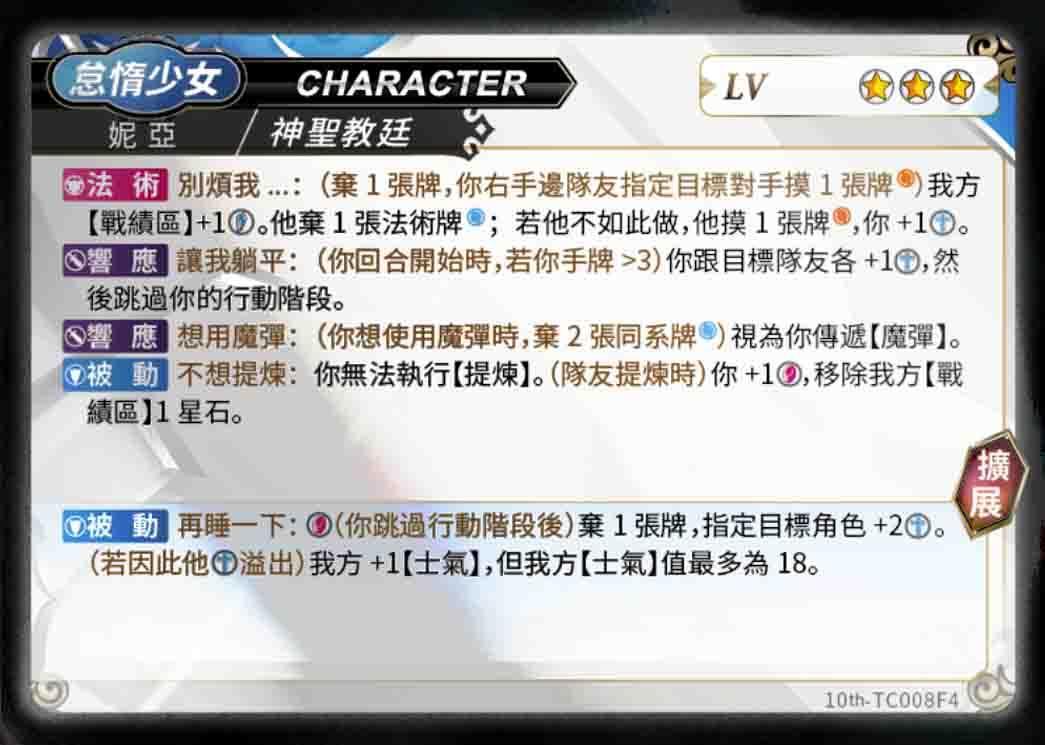 怠惰少女 CHARACTER LV
妮亞 / 神聖教廷
法術 別煩我...：（棄 1 張牌，你右手邊隊友指定目標對手摸 1 張牌）我方
【戰績區】+1。他棄 1 張法術牌；若他不如此做，他摸 1 張牌，你 +1。
響應 讓我躺平：（你回合開始時，若你手牌 >3）你跟目標隊友各 +1，然
後跳過你的行動階段。
響應 想用魔彈：（你想使用魔彈時，棄 2 張同系牌）視為你傳遞【魔彈】。
被動 不想提煉：你無法執行【提煉】。（隊友提煉時）你 +1，移除我方【戰
績區】1 星石。
擴展
被動 再睡一下：（你跳過行動階段後）棄 1 張牌，指定目標角色 +2。
（若因此他溢出）我方 +1【士氣】，但我方【士氣】值最多為 18。
10th-TC008F4